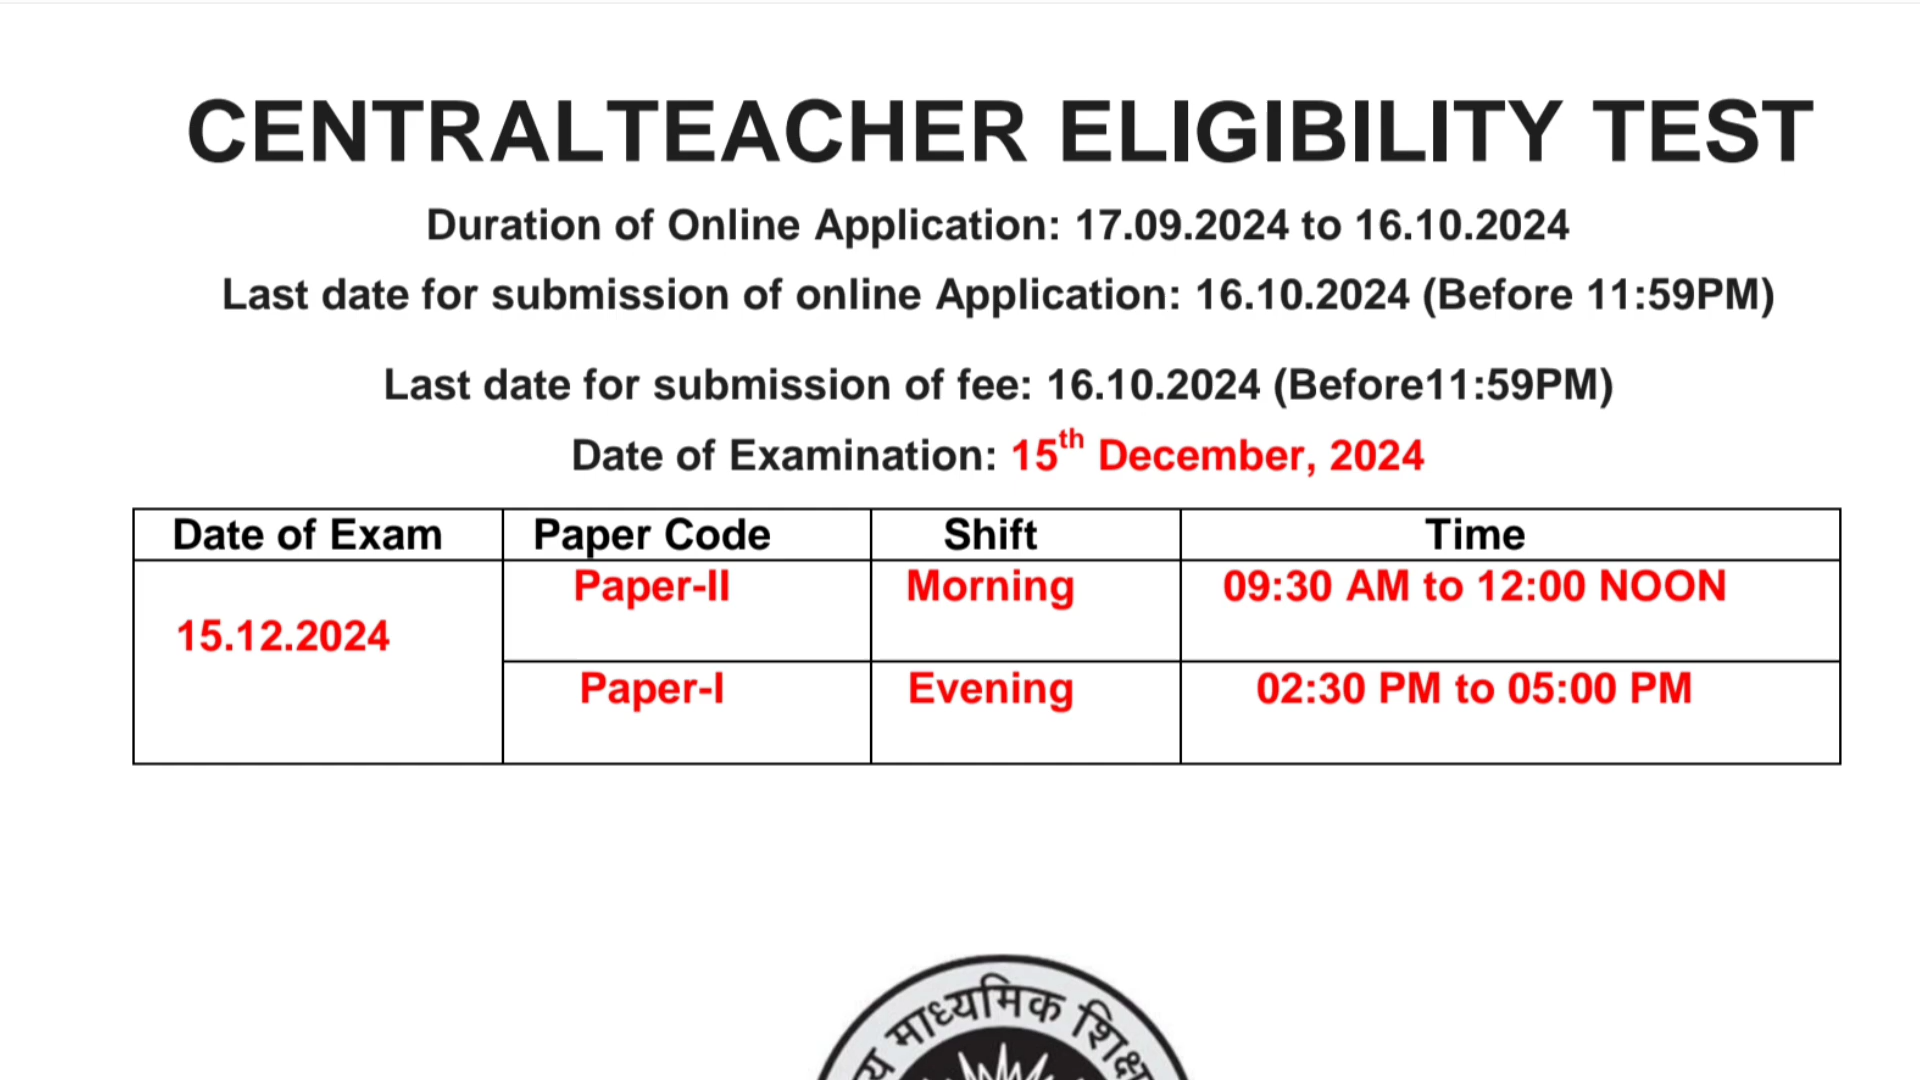 CENTRALTEACHER ELIGIBILITY TEST
Duration of Online Application: 17.09.2024 to 16.10.2024
Last date for submission of online Application: 16.10.2024 (Before 11:59PM)
Last date for submission of fee: 16.10.2024 (Before11:59PM)
Date of Examination: 15th December, 2024
Date of Exam Paper Code Shift Time
15.12.2024 Paper-II Morning 09:30 AM to 12:00 NOON
Paper-I Evening 02:30 PM to 05:00 PM
माध्यमिक